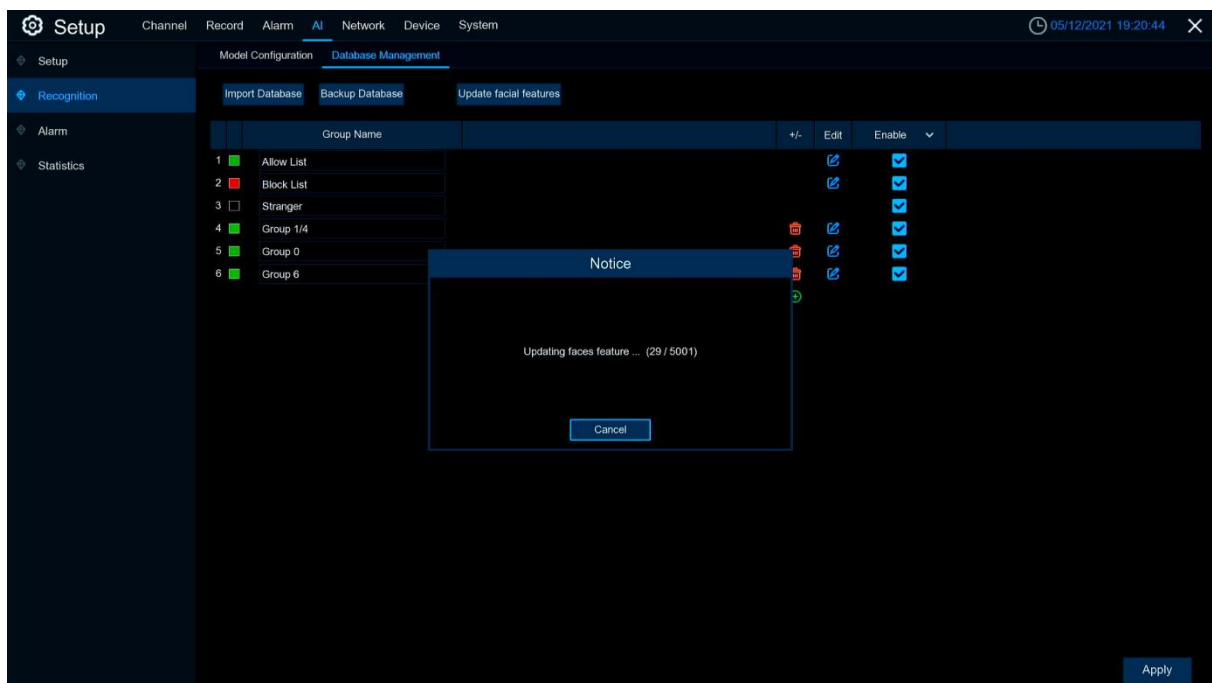 Setup Channel Record Alarm AI Network Device System 05/12/2021 19:20:44
Setup
Recognition
Alarm
Statistics
Model Configuration Database Management
Import Database Backup Database Update facial features
Group Name +/- Edit Enable
1 Allow List
2 Block List
3 Stranger
4 Group 1/4
5 Group 0
6 Group 6
Notice
Updating faces feature ... (29 / 5001)
Cancel
Apply